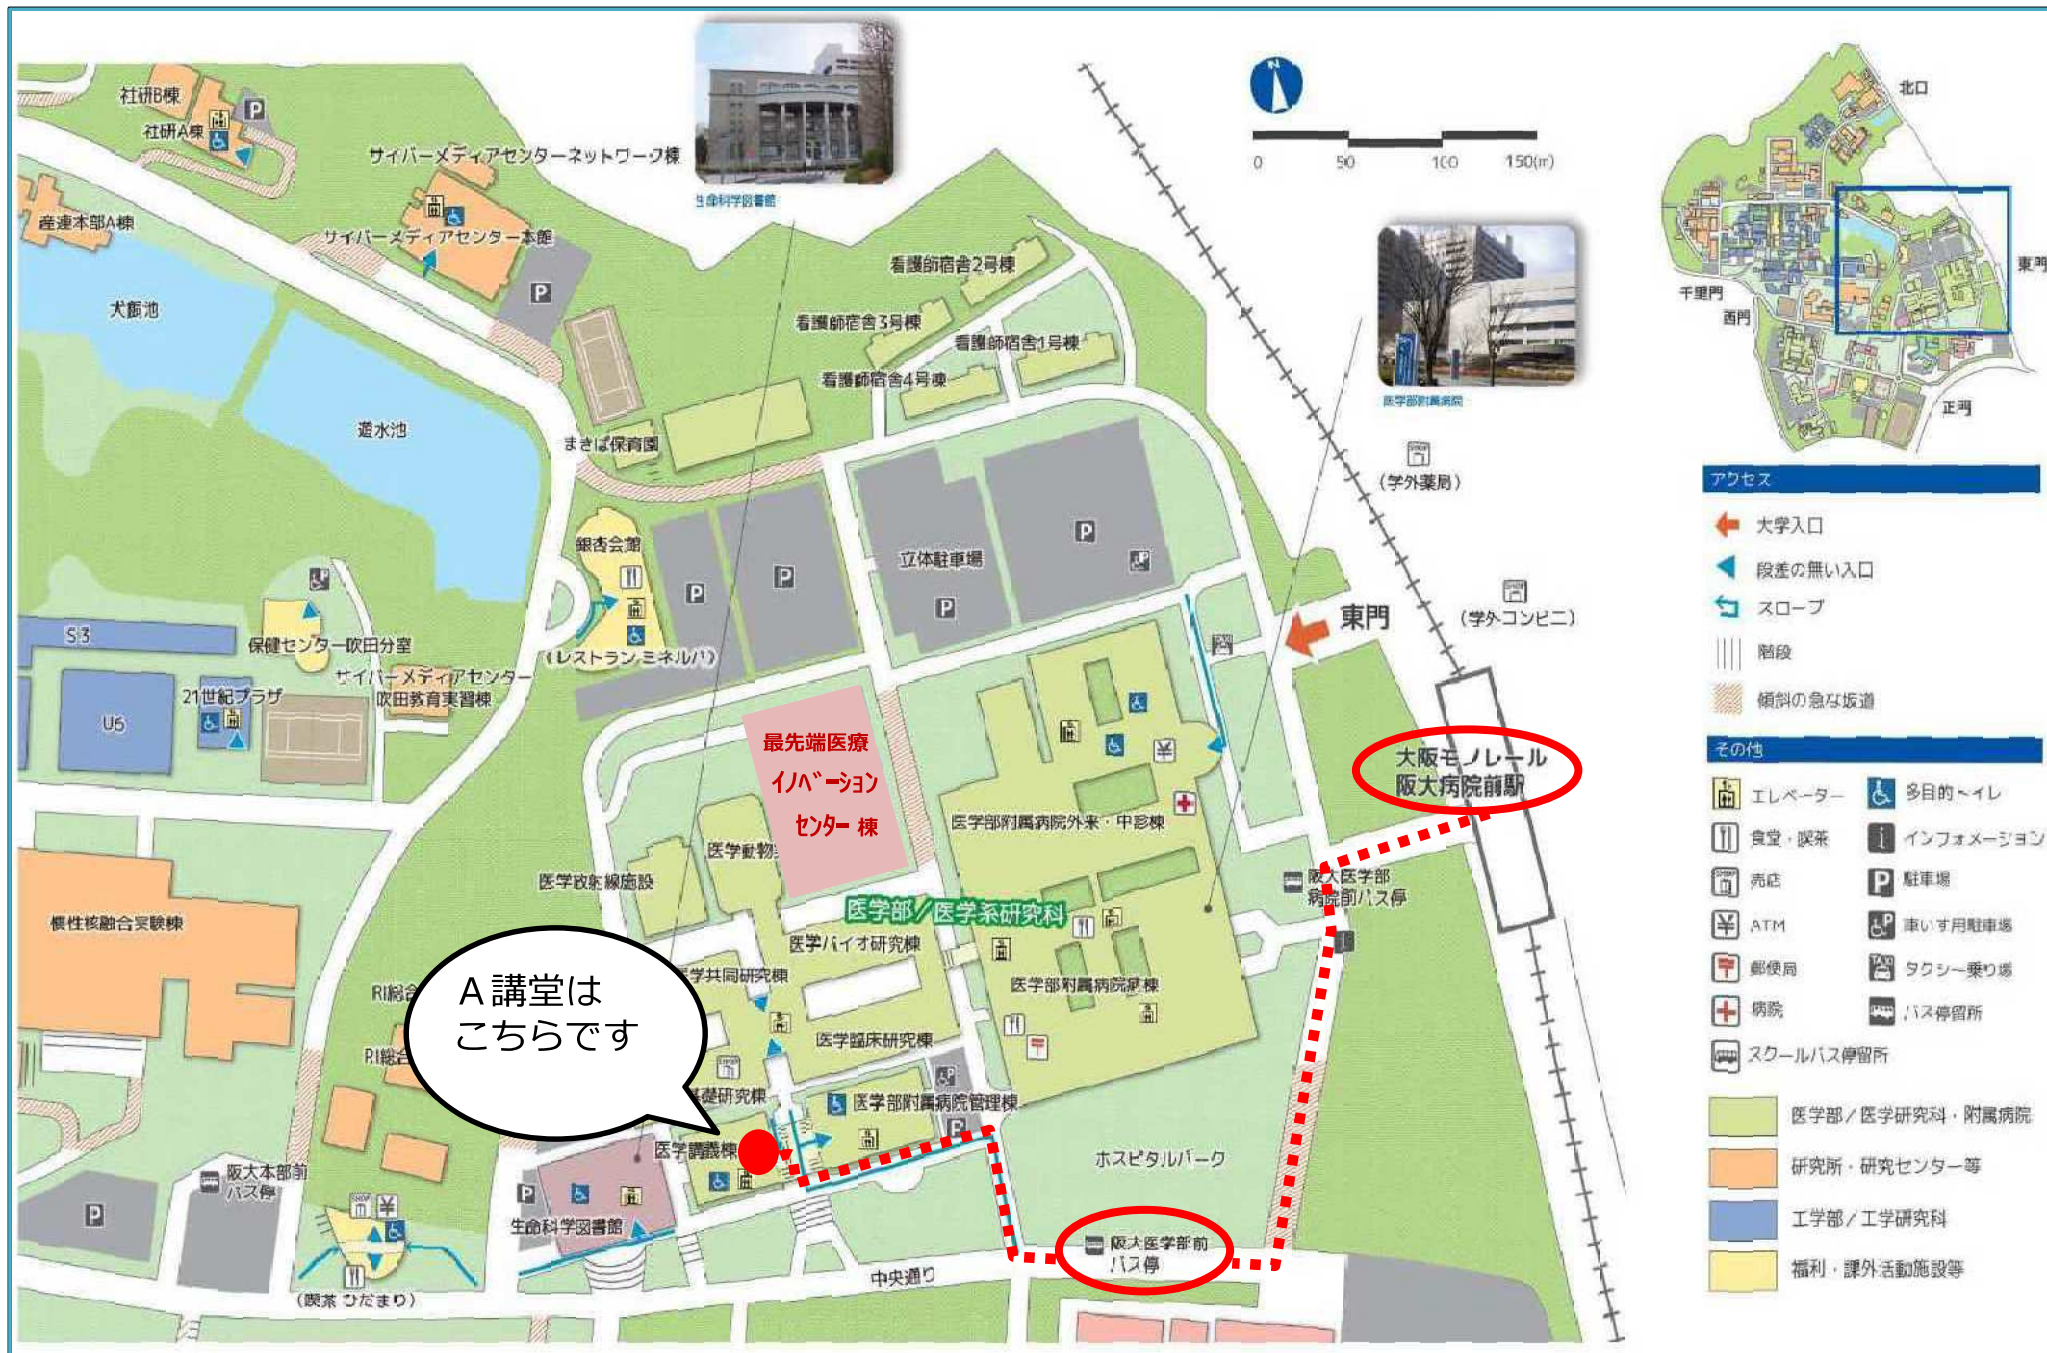 社研B棟
社研A棟
産連本部A棟
サイバーメディアセンターネットワーク棟
サイバーメディアセンター本館
犬飼池
遊水池
生命科学図書館
看護師宿舎2号棟
看護師宿舎3号棟
看護師宿舎1号棟
看護師宿舎4号棟
まきば保育園
N
0 50 100 150(m)
医学部附属病院
(学外薬局)
(学外コンビニ)
東門
銀杏会館
(レストラン ミネルバ)
立体駐車場
P
P
P
P
P
P
S3
U6
保健センター吹田分室
サイバーメディアセンター
吹田教育実習棟
21世紀プラザ
最先端医療
イノベーション
センター 棟
医学動物
医学放射線施設
医学部/医学系研究科
医学部附属病院外来・中診棟
大阪モノレール
阪大病院前駅
阪大医学部
病院前バス停
医学バイオ研究棟
医学共同研究棟
医学部附属病院病棟
医学臨床研究棟
基礎研究棟
医学部附属病院管理棟
医学講義棟
A講堂は
こちらです
RI総合
RI総合
生命科学図書館
阪大本部前
バス停
P
P
P
(喫茶 ひだまり)
中央通り
ホスピタルパーク
阪大医学部前
バス停
北口
東門
千里門
西門
正門
アクセス
大学入口
段差の無い入口
スロープ
階段
傾斜の急な坂道
その他
エレベーター
多目的トイレ
食堂・喫茶
インフォメーション
売店
駐車場
ATM
車いす用駐車場
郵便局
タクシー乗り場
病院
バス停留所
スクールバス停留所
医学部/医学研究科・附属病院
研究所・研究センター等
工学部/工学研究科
福利・課外活動施設等